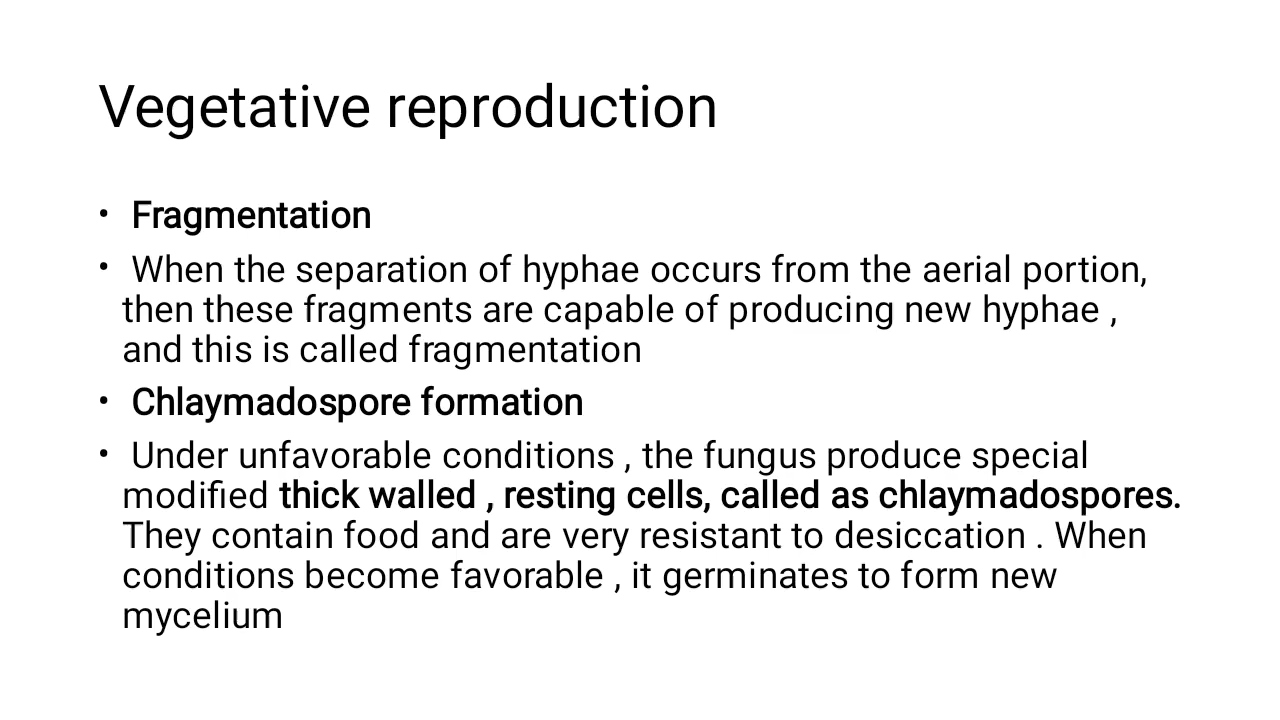 Vegetative reproduction
• Fragmentation
• When the separation of hyphae occurs from the aerial portion,
then these fragments are capable of producing new hyphae ,
and this is called fragmentation
• Chlaymadospore formation
• Under unfavorable conditions , the fungus produce special
modified thick walled , resting cells, called as chlaymadospores.
They contain food and are very resistant to desiccation . When
conditions become favorable , it germinates to form new
mycelium